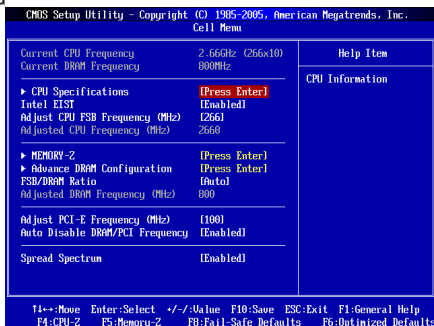 CMOS Setup Utility - Copyright (C) 1985-2005, American Megatrends, Inc.
Cell Menu
Current CPU Frequency 2.66GHz (266x10)
Current DRAM Frequency 800MHz
Help Item
CPU Information
▶ CPU Specifications [Press Enter]
Intel EIST [Enabled]
Adjust CPU FSB Frequency (MHz) [266]
Adjusted CPU Frequency (MHz) 2660
▶ MEMORY-Z [Press Enter]
▶ Advance DRAM Configuration [Press Enter]
FSB/DRAM Ratio [Auto]
Adjusted DRAM Frequency (MHz) 800
Adjust PCI-E Frequency (MHz) [100]
Auto Disable DRAM/PCI Frequency [Enabled]
Spread Spectrum [Enabled]
↑↓←→:Move Enter:Select +/-/:Value F10:Save ESC:Exit F1:General Help
F4:CPU-Z F5:Memory-Z F8:Fail-Safe Defaults F6:Optimized Defaults